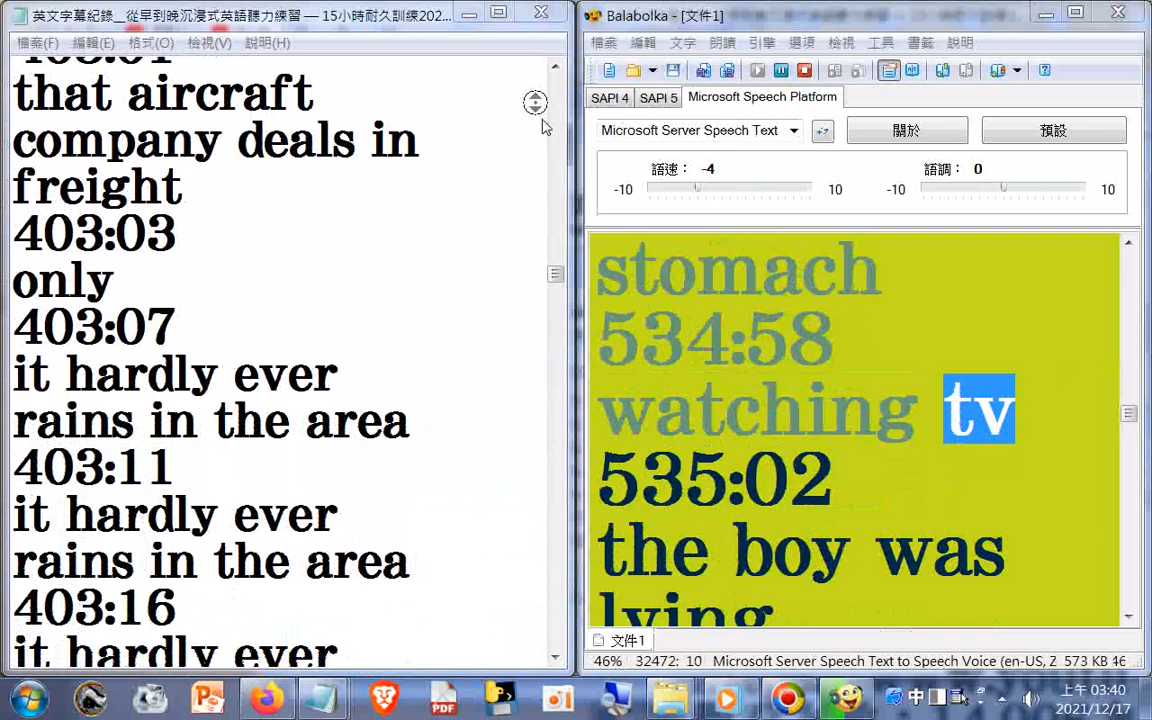 英文字幕紀錄__從早到晚沉浸式英語聽力練習 — 15小時耐久訓練202...
檔案(F) 編輯(E) 格式(O) 檢視(V) 說明(H)
403:01
that aircraft
company deals in
freight
403:03
only
403:07
it hardly ever
rains in the area
403:11
it hardly ever
rains in the area
403:16
it hardly ever
Balabolka - [文件1]
檔案 編輯 文字 朗讀 引擎 選項 檢視 工具 書籤 說明
SAPI 4 SAPI 5 Microsoft Speech Platform
Microsoft Server Speech Text 關於 預設
語速： -4 語調： 0
-10 10 -10 10
stomach
534:58
watching tv
535:02
the boy was
lying
文件1
46% 32472: 10 Microsoft Server Speech Text to Speech Voice (en-US, Z 573 KB 46
PDF
中
上午 03:40
2021/12/17